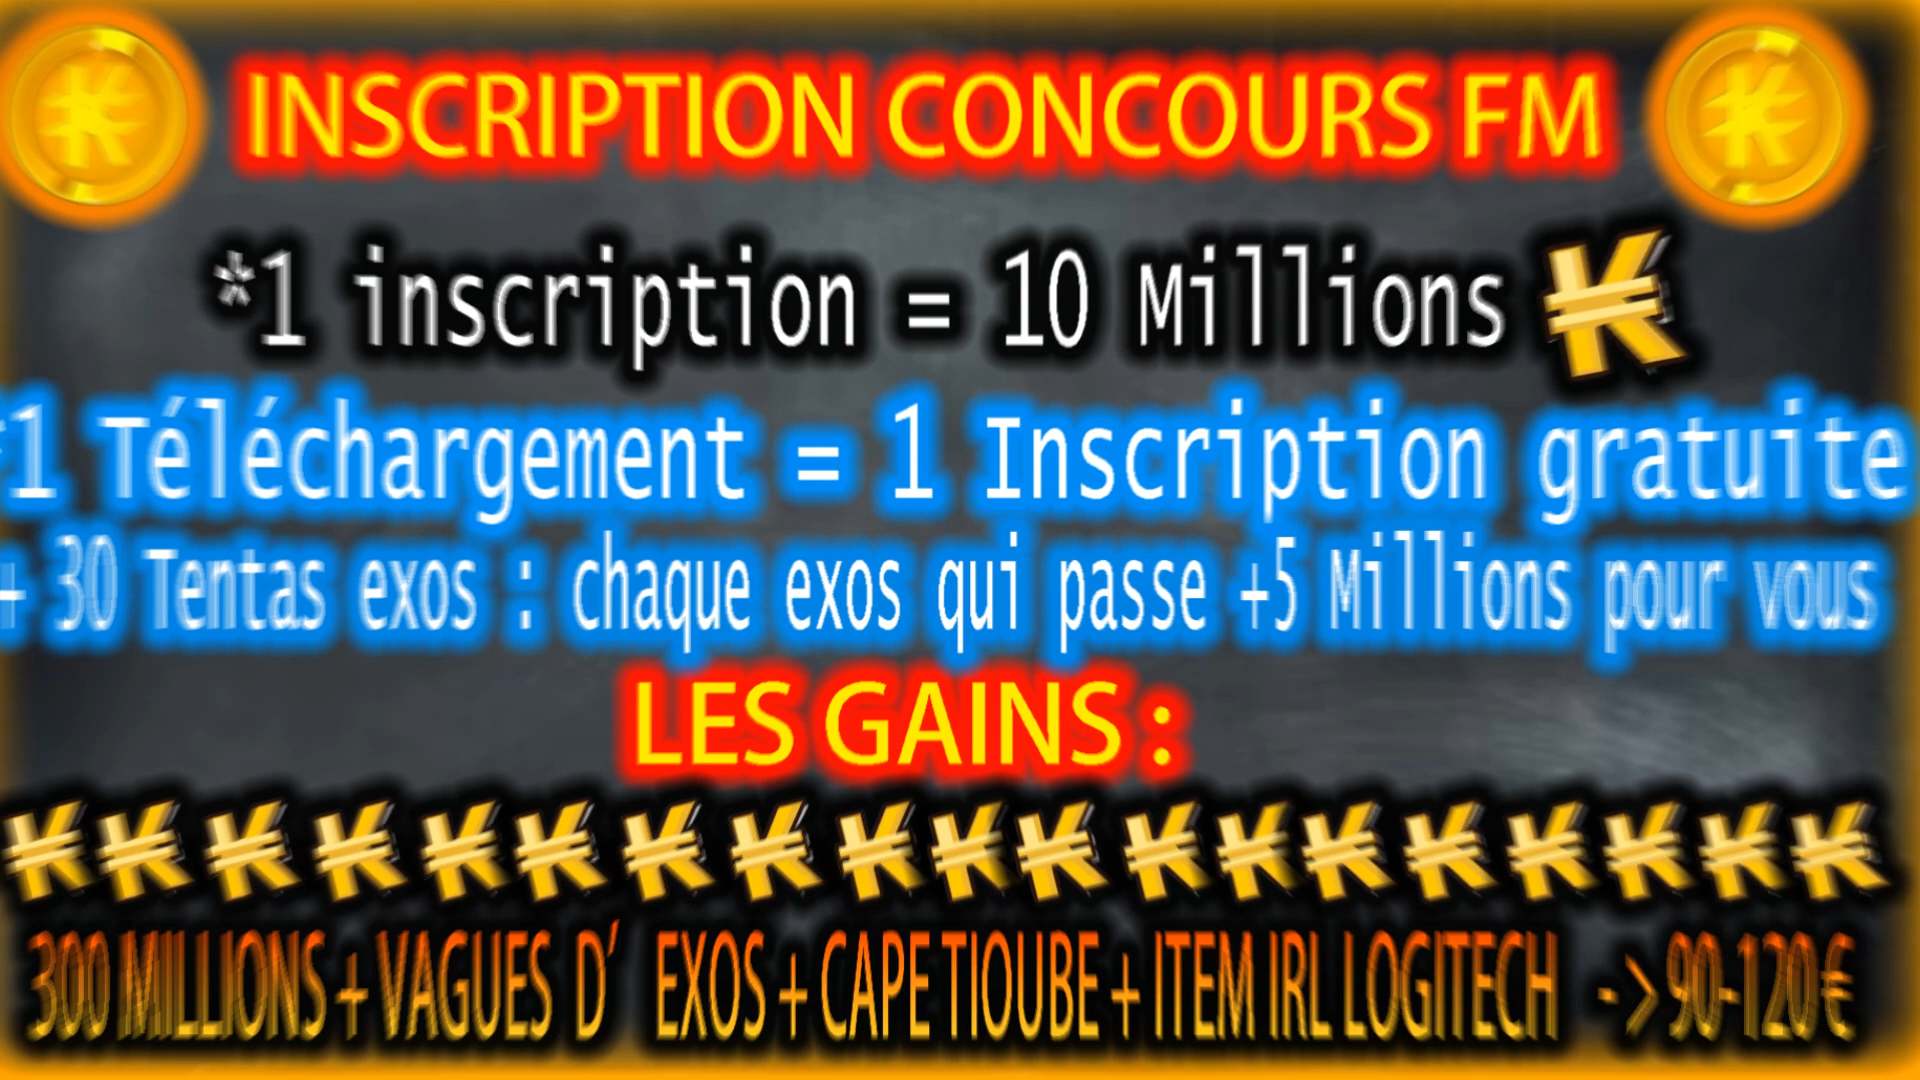 INSCRIPTION CONCOURS FM
*1 inscription = 10 Millions
*1 Téléchargement = 1 Inscription gratuite
+ 30 Tentas exos : chaque exos qui passe +5 Millions pour vous
LES GAINS :
300 MILLIONS + VAGUES D' EXOS + CAPE TIOUBE + ITEM IRL LOGITECH -> 90-120€